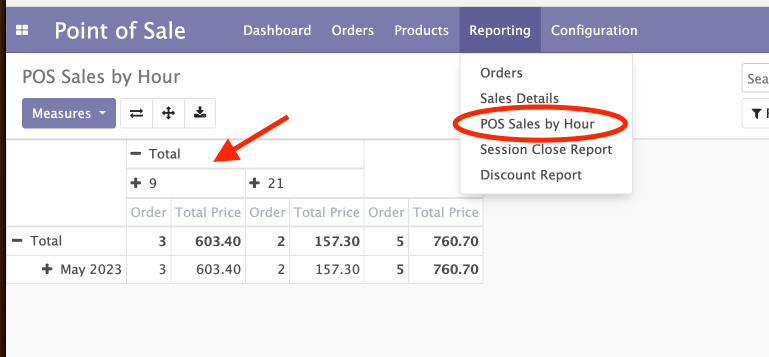 Point of Sale Dashboard Orders Products Reporting Configuration
POS Sales by Hour
Orders
Sales Details
POS Sales by Hour
Session Close Report
Discount Report
Sea
Measures
Total
9 21
Order Total Price Order Total Price Order Total Price
Total 3 603.40 2 157.30 5 760.70
May 2023 3 603.40 2 157.30 5 760.70